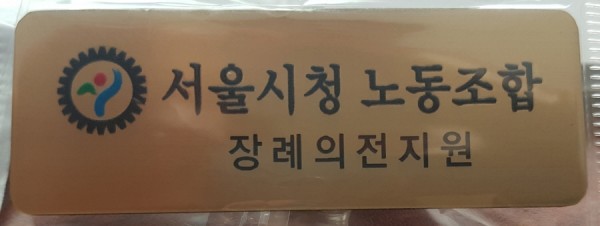 서울시청 노동조합
장례의전지원